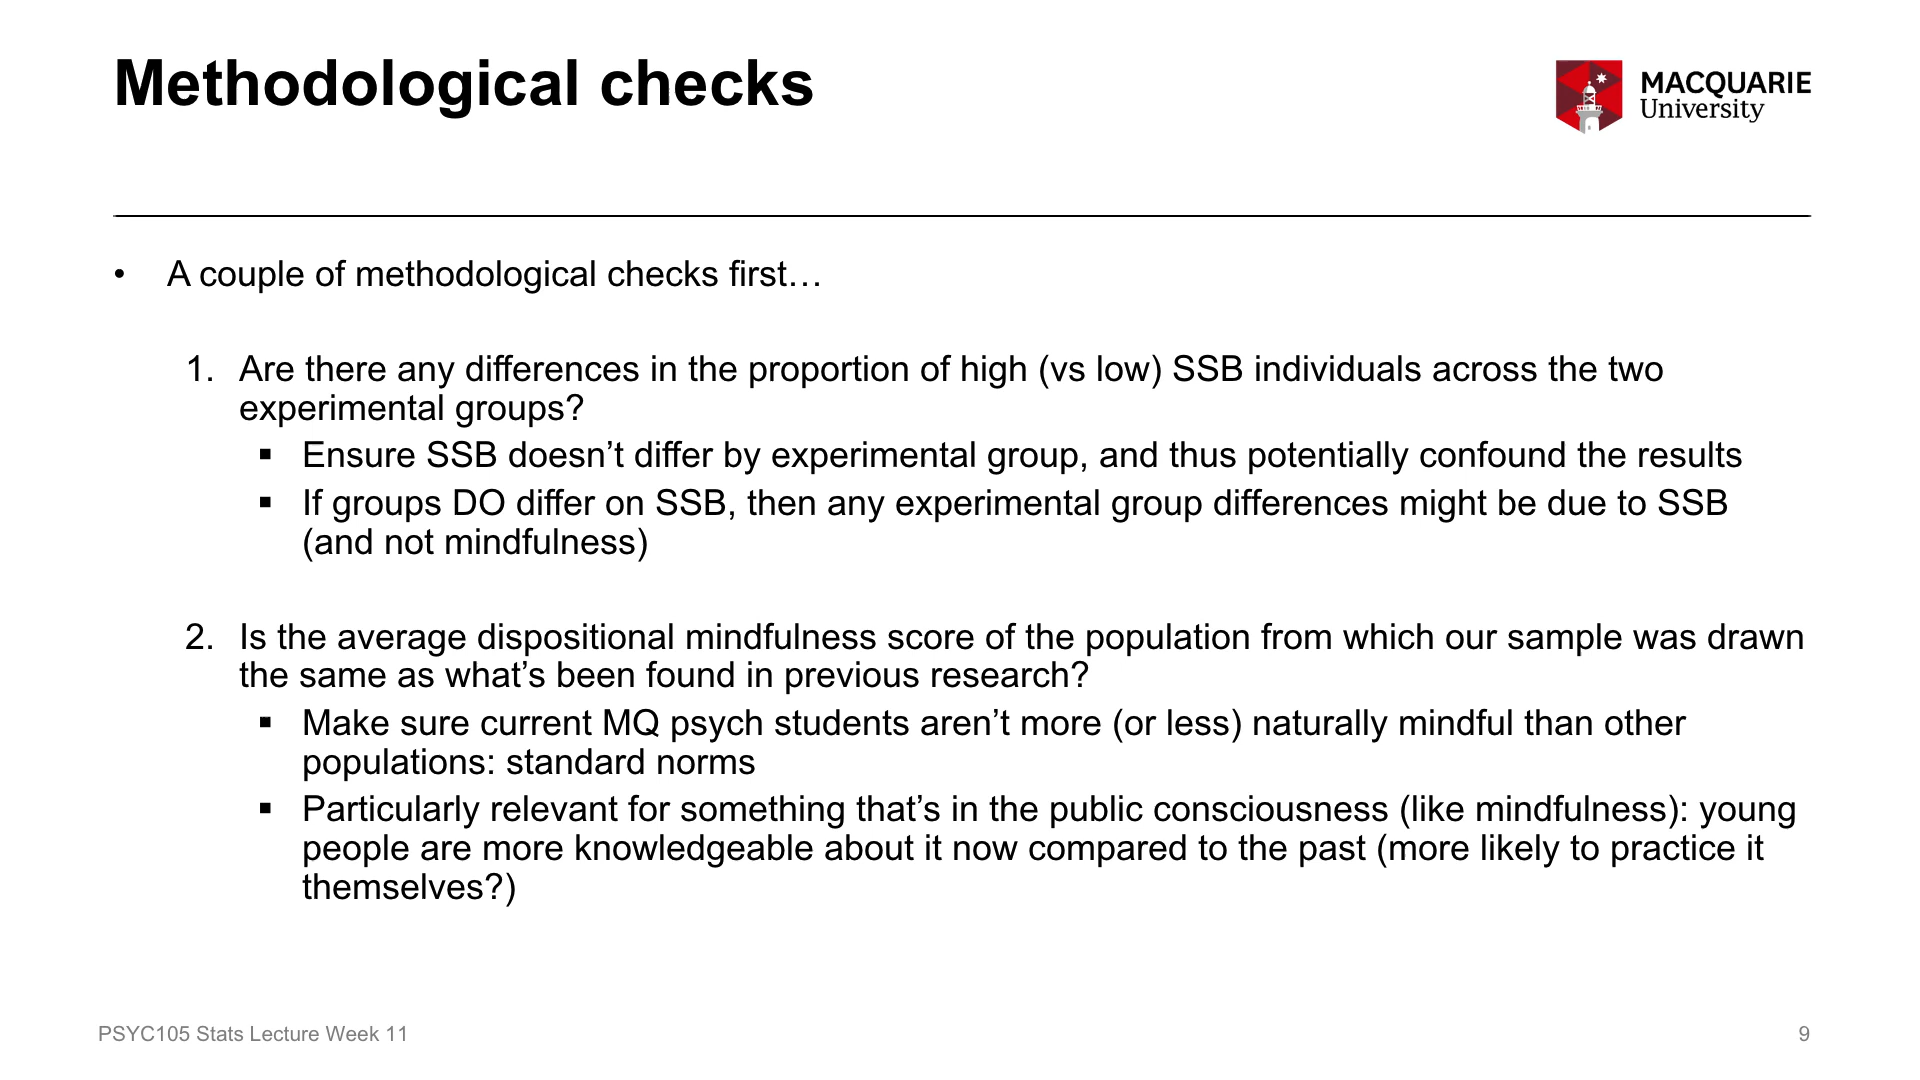 Methodological checks
MACQUARIE
University
• A couple of methodological checks first…
1. Are there any differences in the proportion of high (vs low) SSB individuals across the two
experimental groups?
▪ Ensure SSB doesn’t differ by experimental group, and thus potentially confound the results
▪ If groups DO differ on SSB, then any experimental group differences might be due to SSB
(and not mindfulness)
2. Is the average dispositional mindfulness score of the population from which our sample was drawn
the same as what’s been found in previous research?
▪ Make sure current MQ psych students aren’t more (or less) naturally mindful than other
populations: standard norms
▪ Particularly relevant for something that’s in the public consciousness (like mindfulness): young
people are more knowledgeable about it now compared to the past (more likely to practice it
themselves?)
PSYC105 Stats Lecture Week 11
9